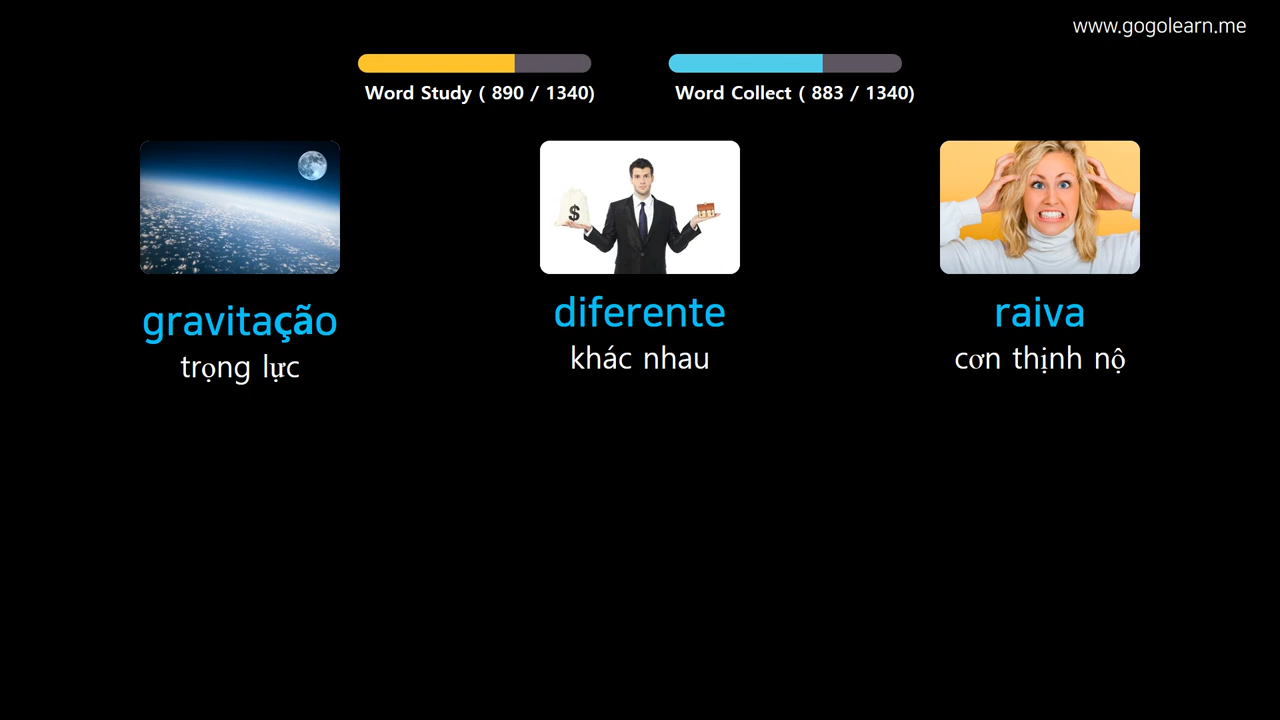 www.gogolearn.me
Word Study ( 890 / 1340)
Word Collect ( 883 / 1340)
$
gravitação
trọng lực
diferente
khác nhau
raiva
cơn thịnh nộ